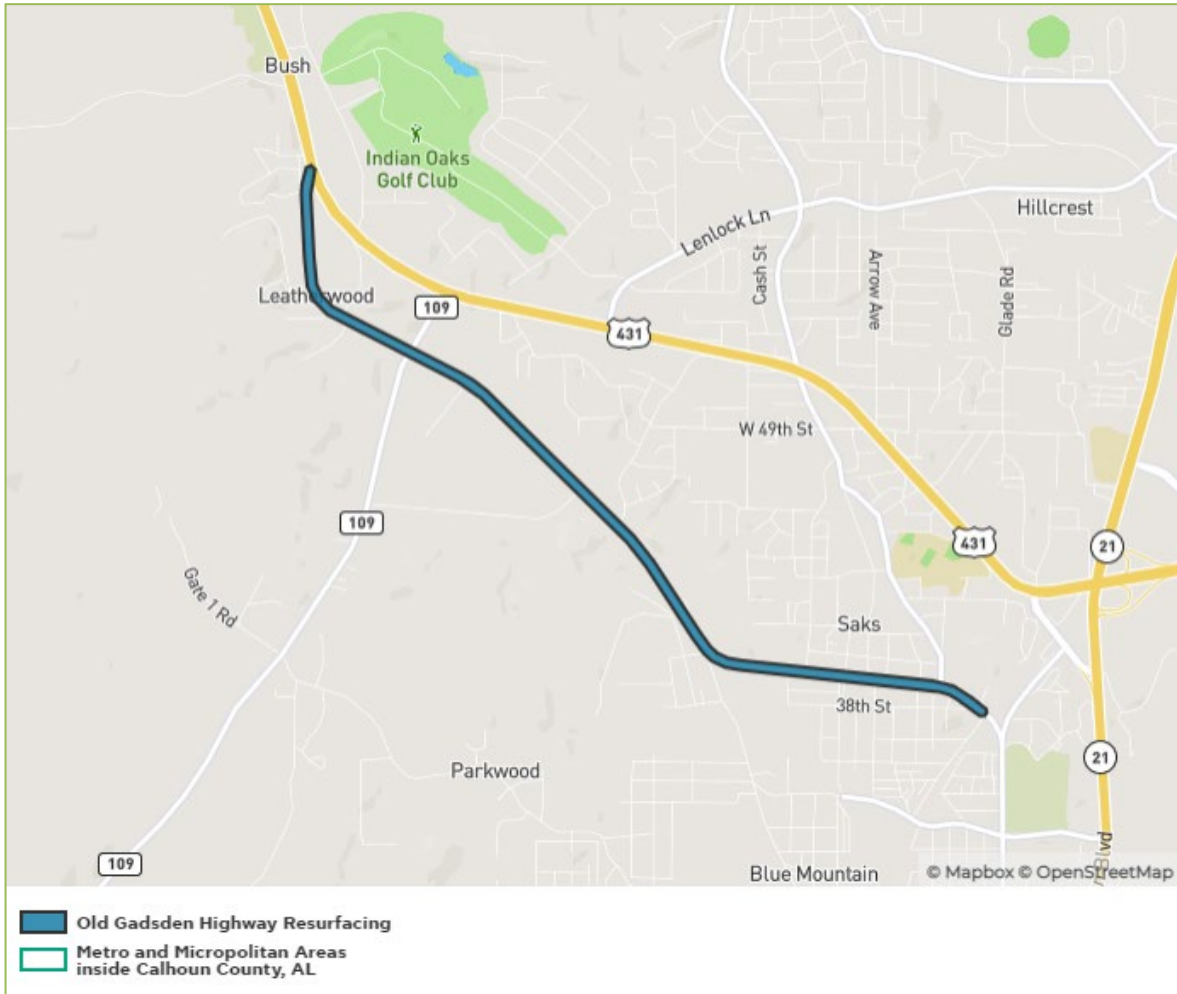 Bush
Indian Oaks
Golf Club
Lenlock Ln
Hillcrest
Cash St
Arrow Ave
Glade Rd
Leatherwood
109
431
W 49th St
109
431
21
Gate 1 Rd
Saks
38th St
Parkwood
21
109
Blue Mountain
Blvd
© Mapbox © OpenStreetMap
Old Gadsden Highway Resurfacing
Metro and Micropolitan Areas
inside Calhoun County, AL